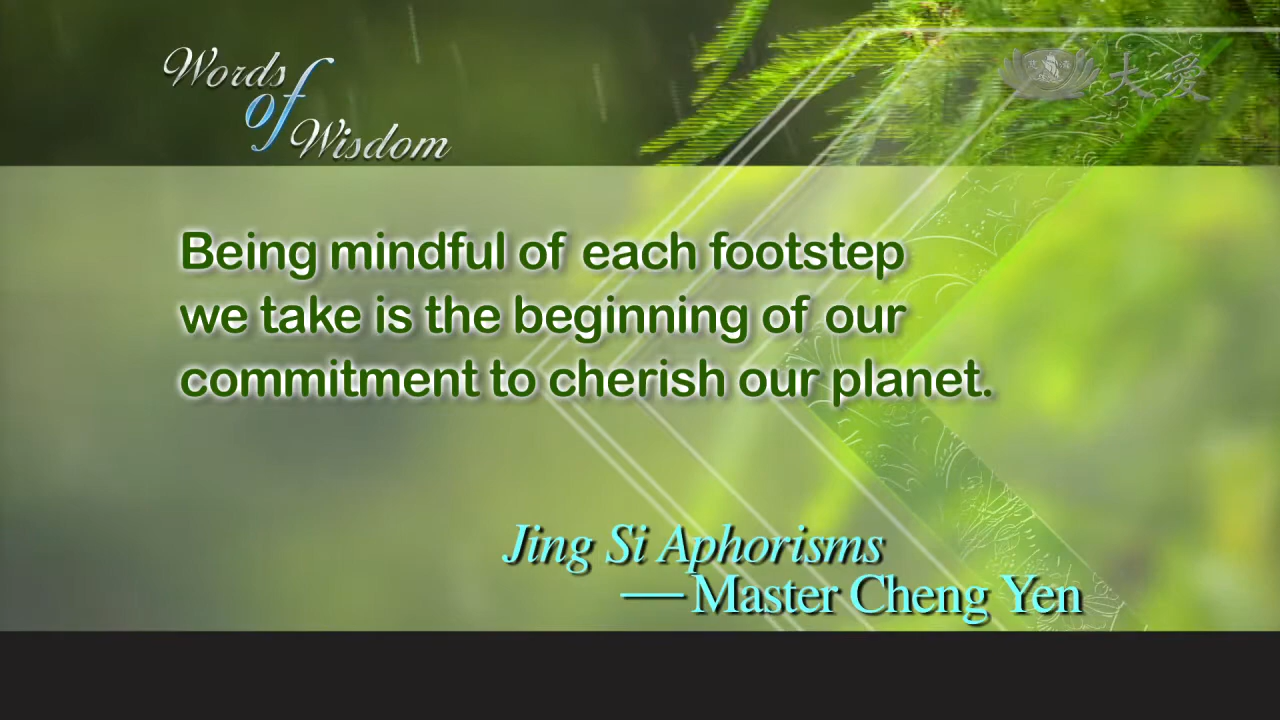 Words
of
Wisdom
大愛
Being mindful of each footstep
we take is the beginning of our
commitment to cherish our planet.
Jing Si Aphorisms
—Master Cheng Yen